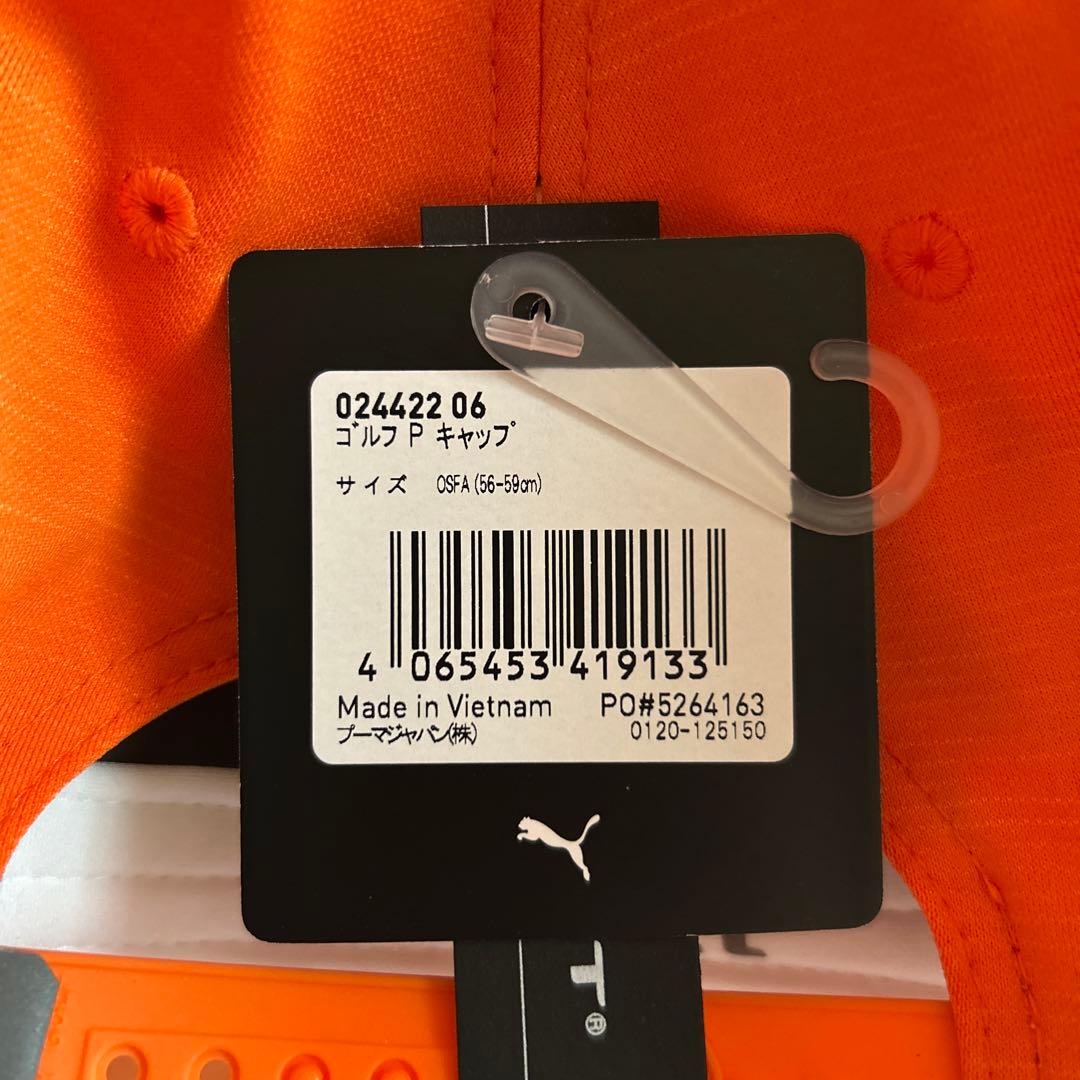 024422 06
ゴルフ P キャップ
サイズ OSFA (56-59cm)
4 065453 419133
Made in Vietnam PO#5264163
プーマジャパン(株) 0120-125150
T®